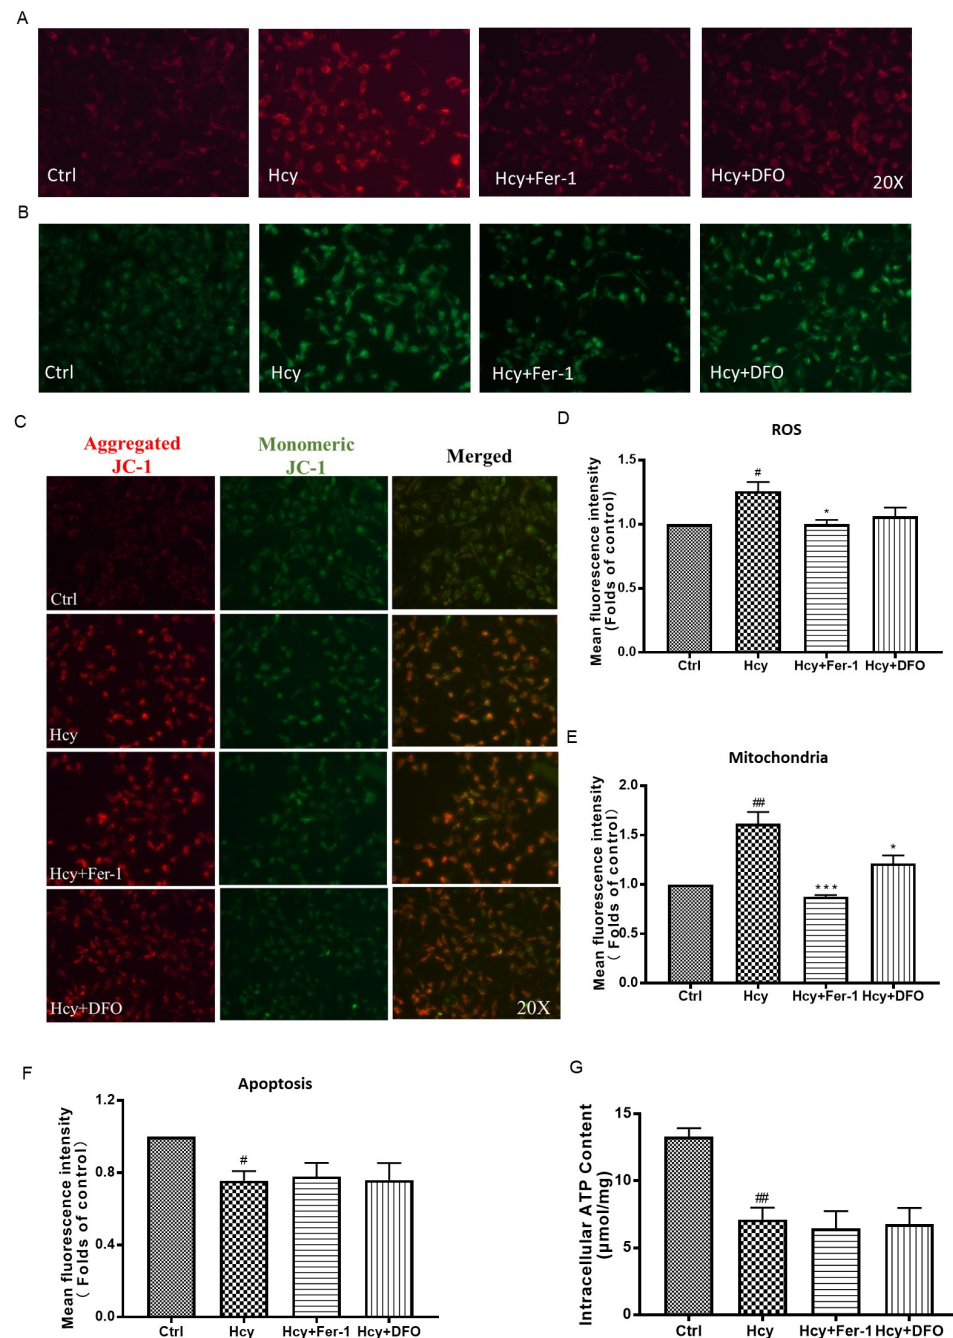 A
Ctrl
Hcy
Hcy+Fer-1
Hcy+DFO
20X
B
Ctrl
Hcy
Hcy+Fer-1
Hcy+DFO
C
Aggregated
JC-1
Monomeric
JC-1
Merged
Ctrl
Hcy
Hcy+Fer-1
Hcy+DFO
20X
D
ROS
Mean fluorescence intensity
(Folds of control)
1.5
1.0
0.5
0.0
#
*
Ctrl
Hcy
Hcy+Fer-1
Hcy+DFO
E
Mitochondria
Mean fluorescence intensity
( Folds of control)
2.0
1.5
1.0
0.5
0.0
##
***
*
Ctrl
Hcy
Hcy+Fer-1
Hcy+DFO
F
Apoptosis
Mean fluorescence intensity
( Folds of control)
1.2
0.8
0.4
0.0
#
Ctrl
Hcy
Hcy+Fer-1
Hcy+DFO
G
Intracellular ATP Content
(μmol/mg)
15
10
5
0
##
Ctrl
Hcy
Hcy+Fer-1
Hcy+DFO